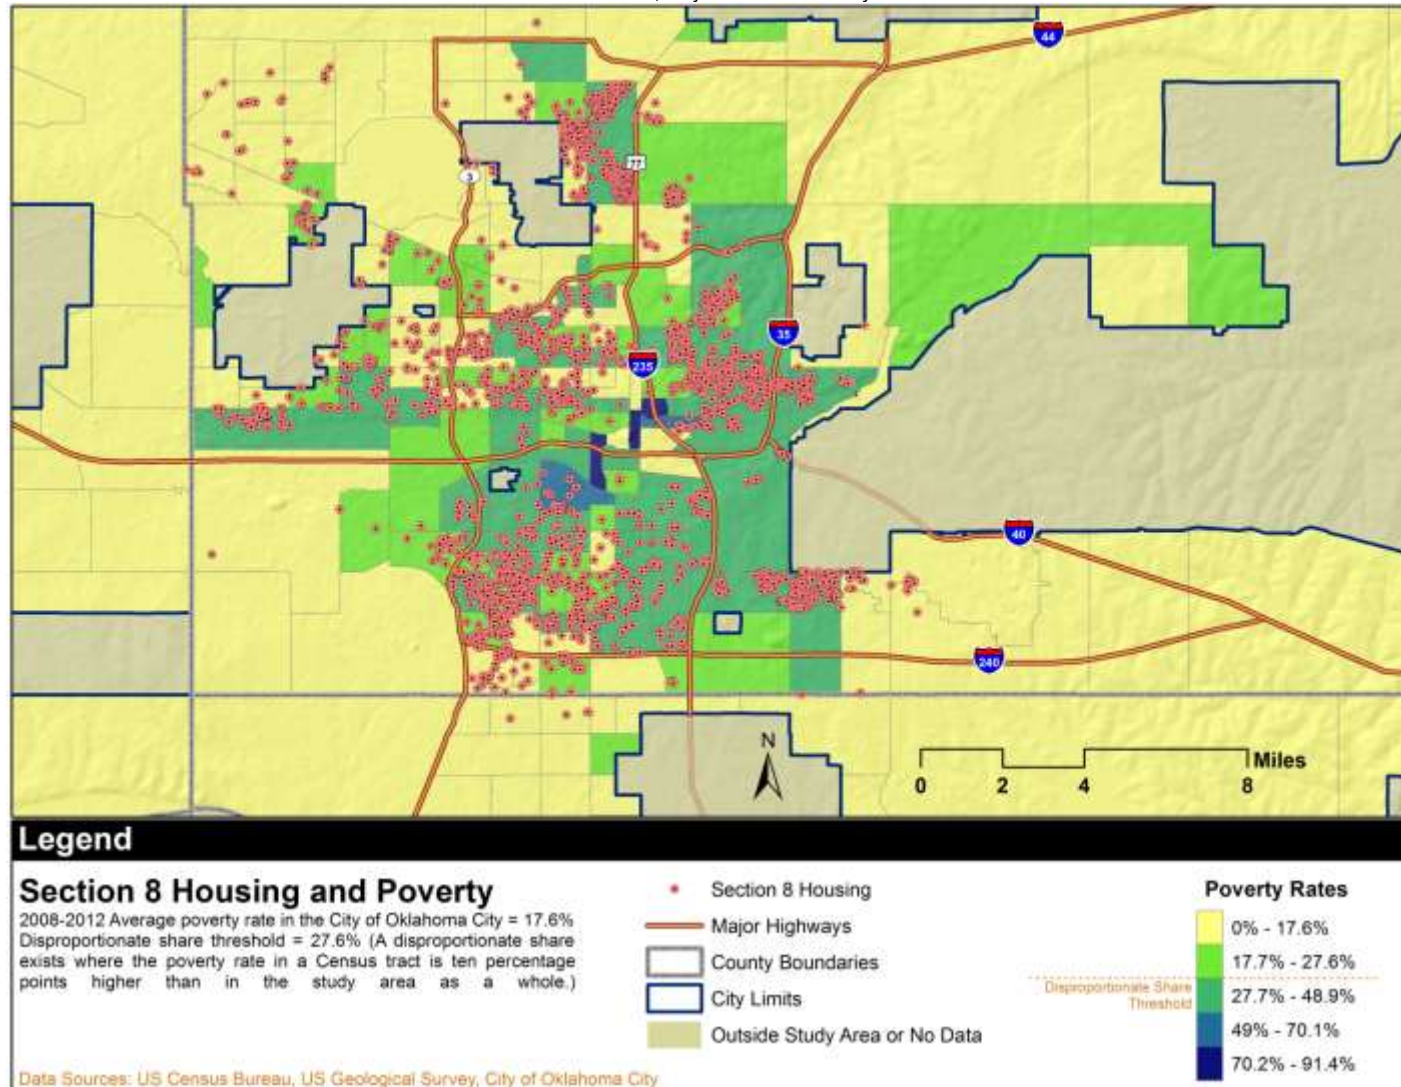 44
77
3
35
235
40
240
N
Miles
0 2 4 8
Legend
Section 8 Housing and Poverty
2008-2012 Average poverty rate in the City of Oklahoma City = 17.6%
Disproportionate share threshold = 27.6% (A disproportionate share
exists where the poverty rate in a Census tract is ten percentage
points higher than in the study area as a whole.)
Data Sources: US Census Bureau, US Geological Survey, City of Oklahoma City
Section 8 Housing
Major Highways
County Boundaries
City Limits
Outside Study Area or No Data
Poverty Rates
0% - 17.6%
17.7% - 27.6%
Disproportionate Share
Threshold
27.7% - 48.9%
49% - 70.1%
70.2% - 91.4%